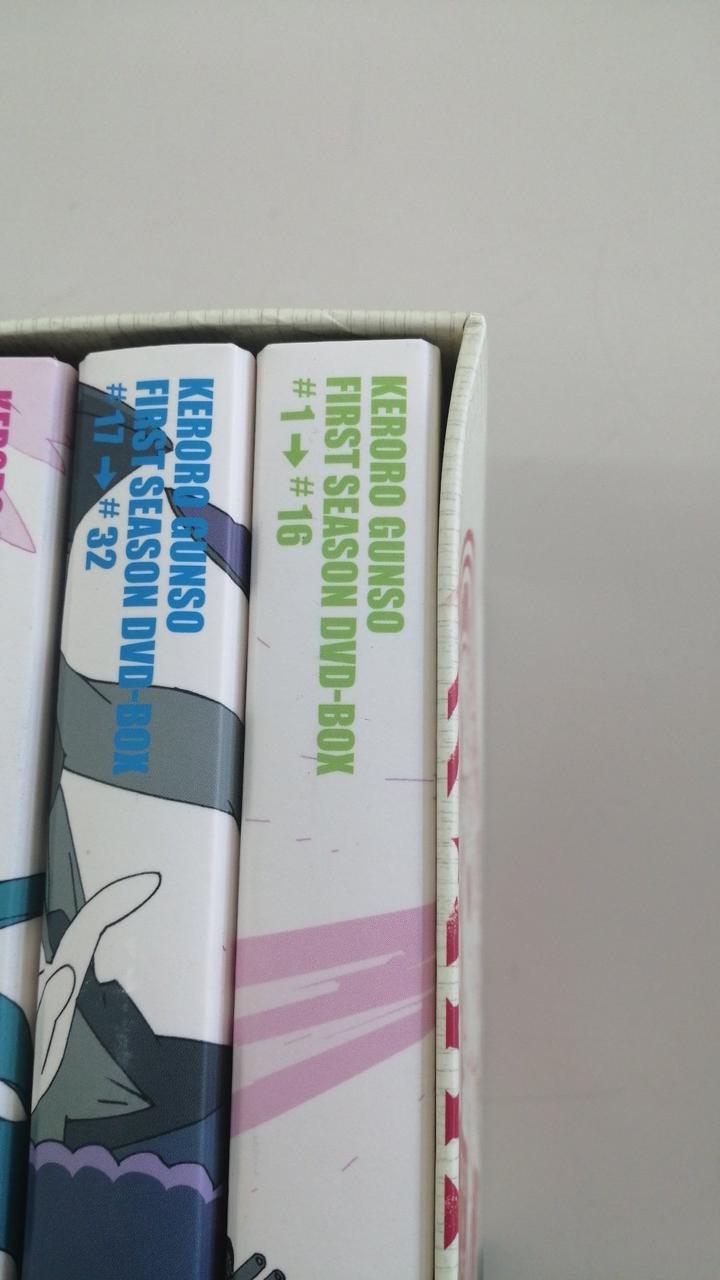 KERORO GUNSO
FIRST SEASON DVD-BOX
#1→#16
KERORO GUNSO
FIRST SEASON DVD-BOX
#17→#32